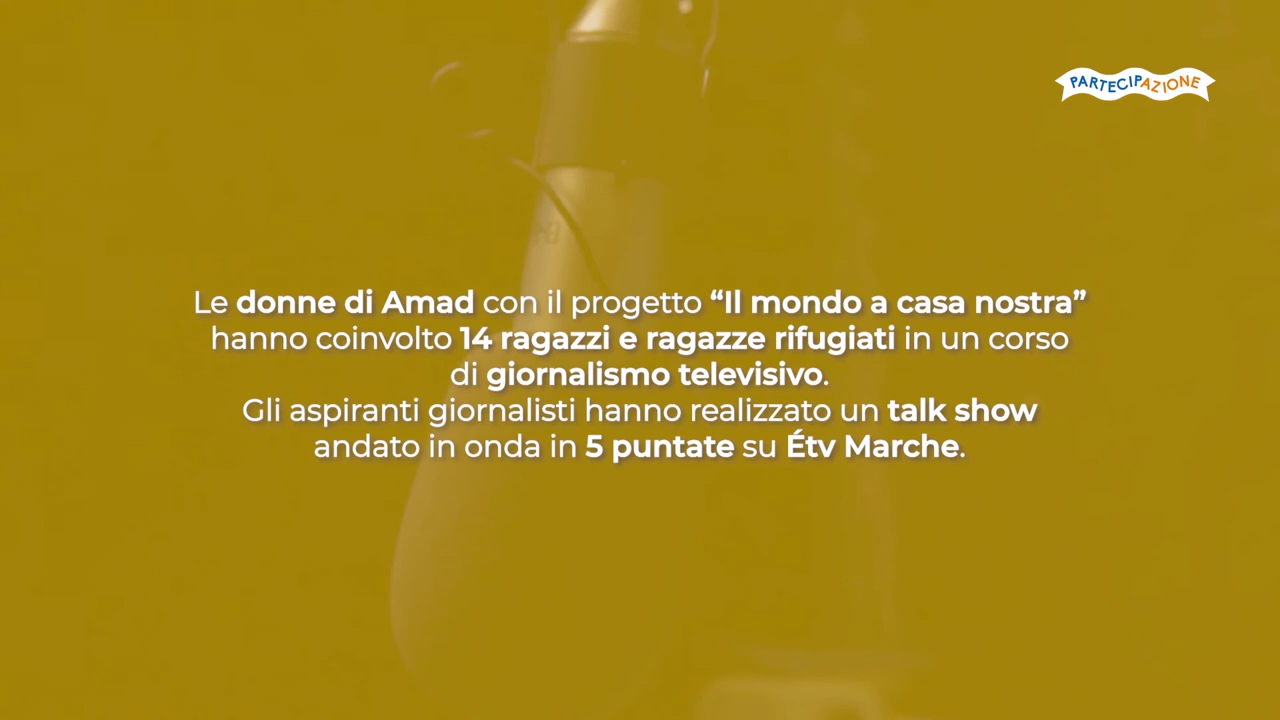 PARTECIPAZIONE
Le donne di Amad con il progetto “Il mondo a casa nostra”
hanno coinvolto 14 ragazzi e ragazze rifugiati in un corso
di giornalismo televisivo.
Gli aspiranti giornalisti hanno realizzato un talk show
andato in onda in 5 puntate su Étv Marche.